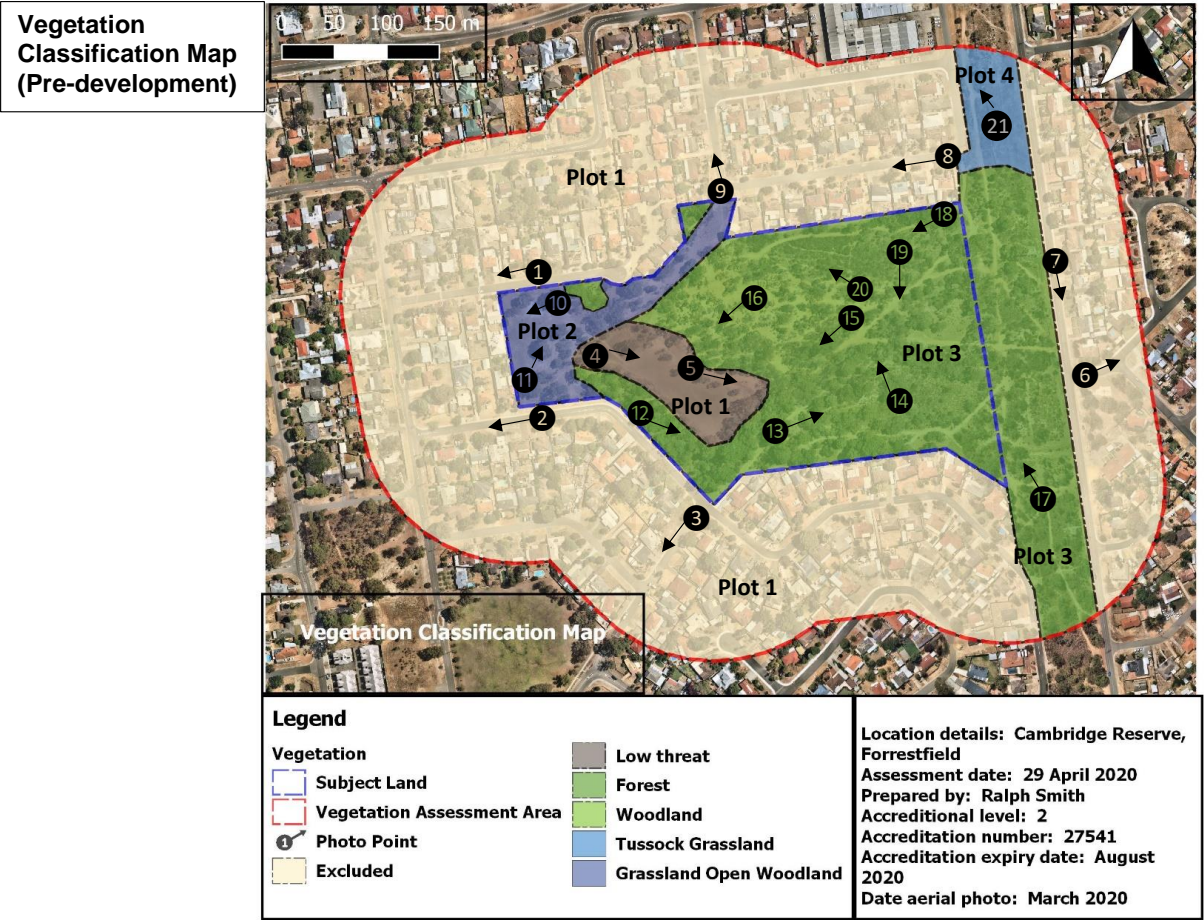 Vegetation
Classification Map
(Pre-development)
0 50 100 150 m
Plot 4
21
Plot 1
8
9
18
19
7
1
20
10
16
15
Plot 2
4
Plot 3
5
6
11
Plot 1
14
12
2
13
17
3
Plot 3
Plot 1
Vegetation Classification Map
Legend
Vegetation
Subject Land
Vegetation Assessment Area
1 Photo Point
Excluded
Low threat
Forest
Woodland
Tussock Grassland
Grassland Open Woodland
Location details: Cambridge Reserve,
Forrestfield
Assessment date: 29 April 2020
Prepared by: Ralph Smith
Accreditional level: 2
Accreditation number: 27541
Accreditation expiry date: August
2020
Date aerial photo: March 2020